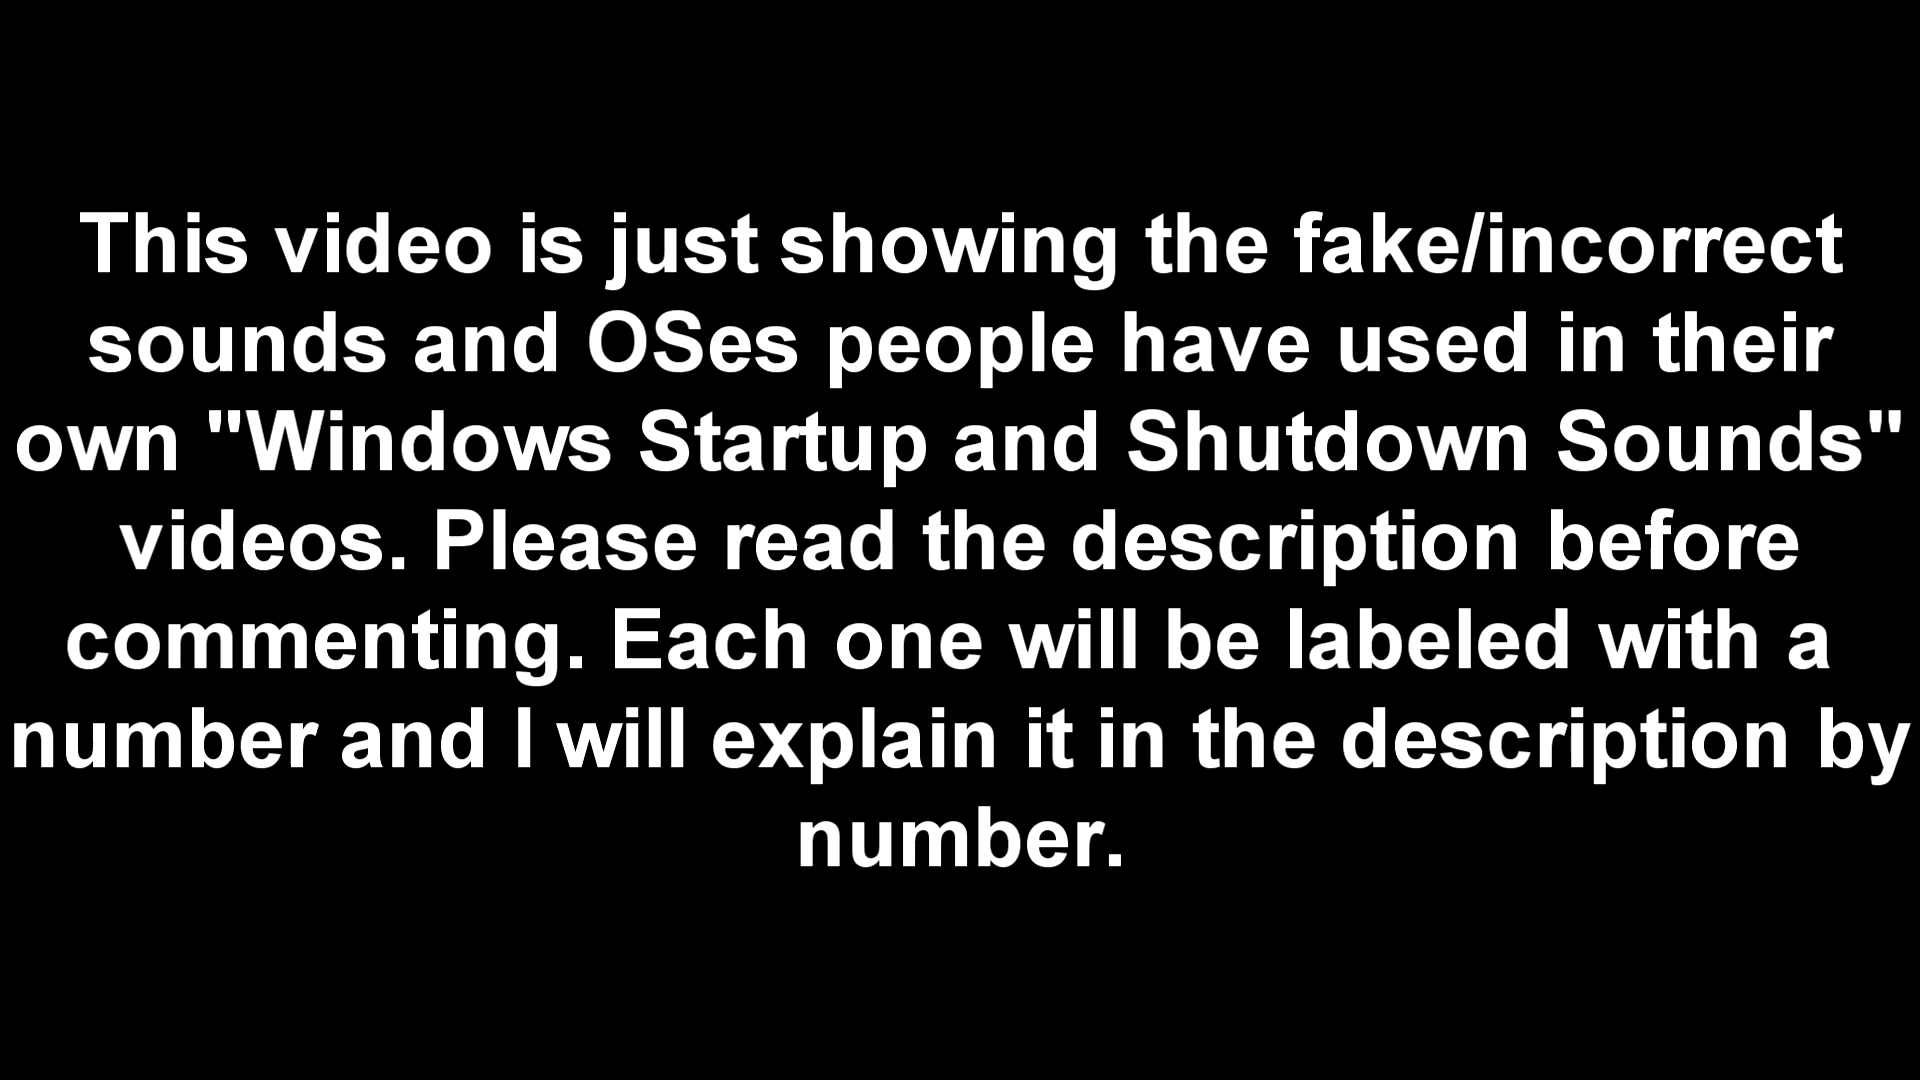 This video is just showing the fake/incorrect
sounds and OSes people have used in their
own "Windows Startup and Shutdown Sounds"
videos. Please read the description before
commenting. Each one will be labeled with a
number and I will explain it in the description by
number.